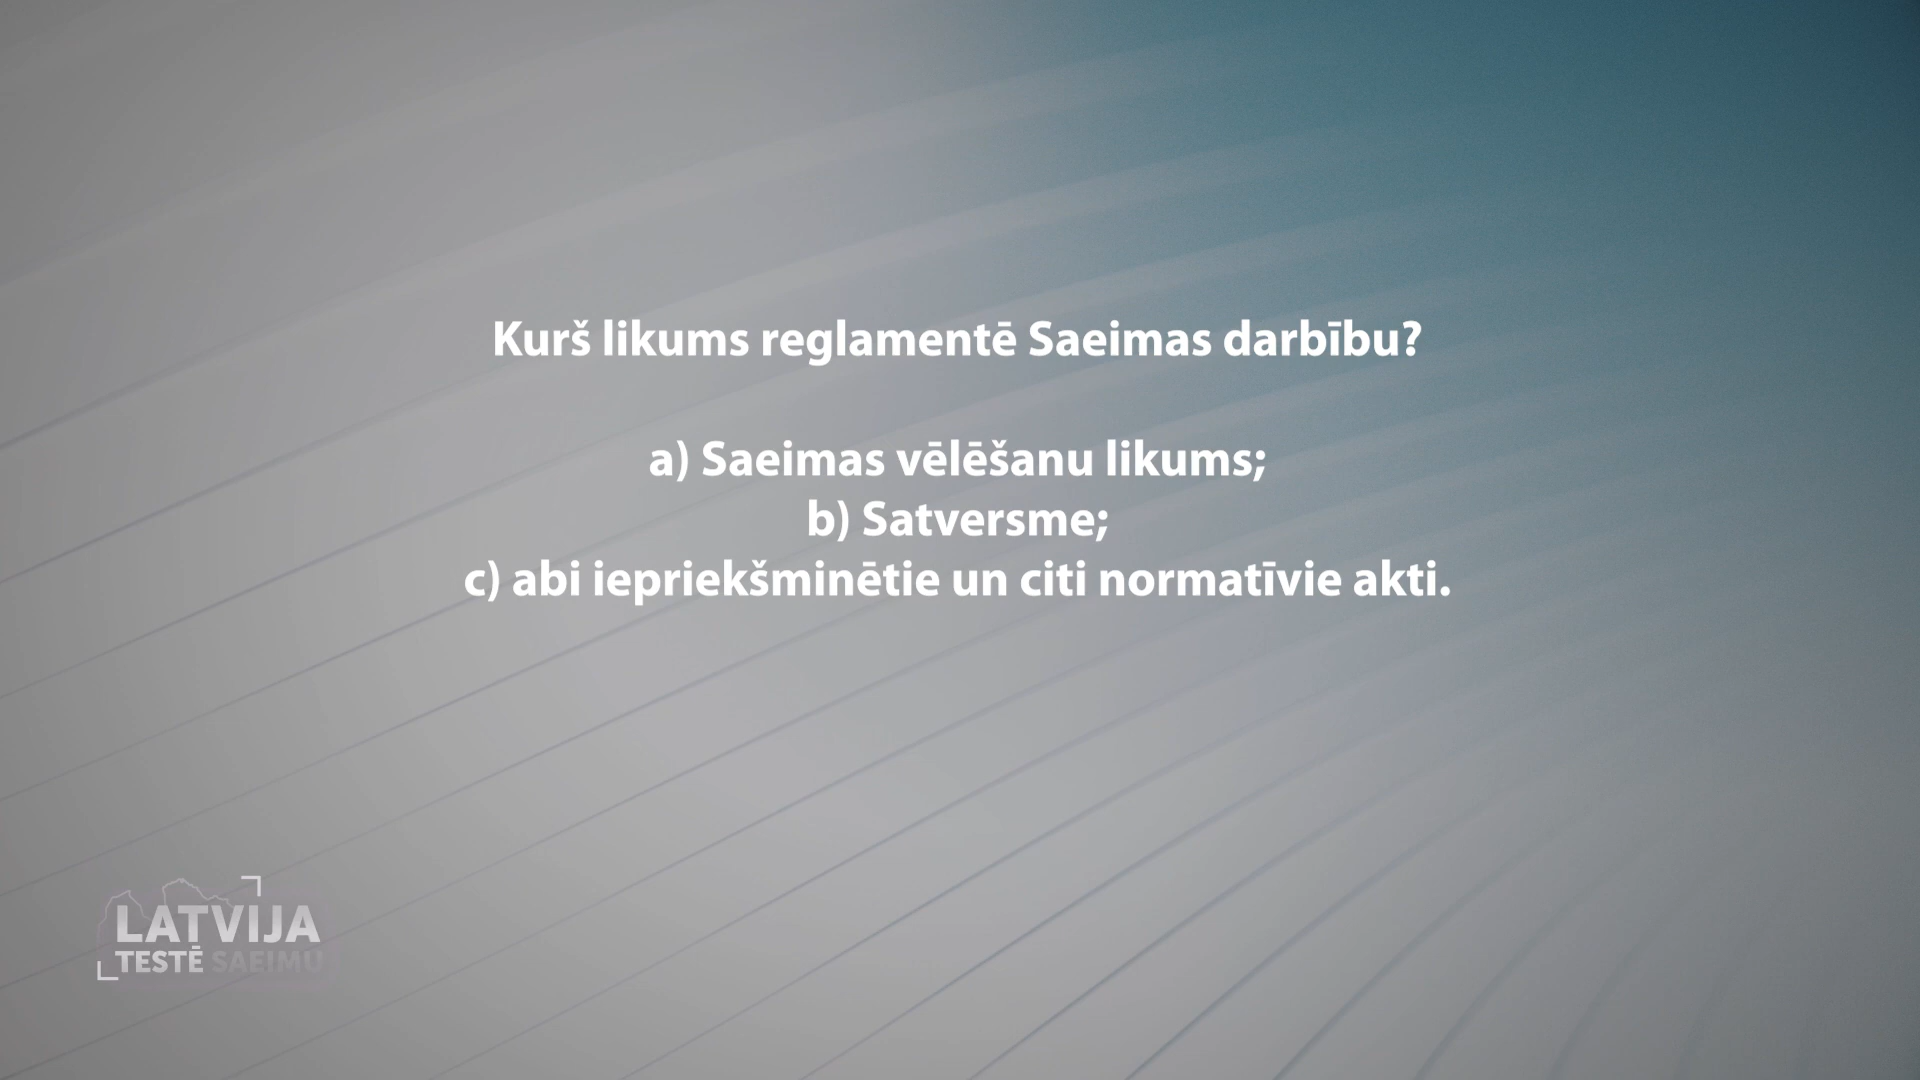 Kurš likums reglamentē Saeimas darbību?
a) Saeimas vēlēšanu likums;
b) Satversme;
c) abi iepriekšminētie un citi normatīvie akti.
LATVIJA
TESTĒ SAEIMU